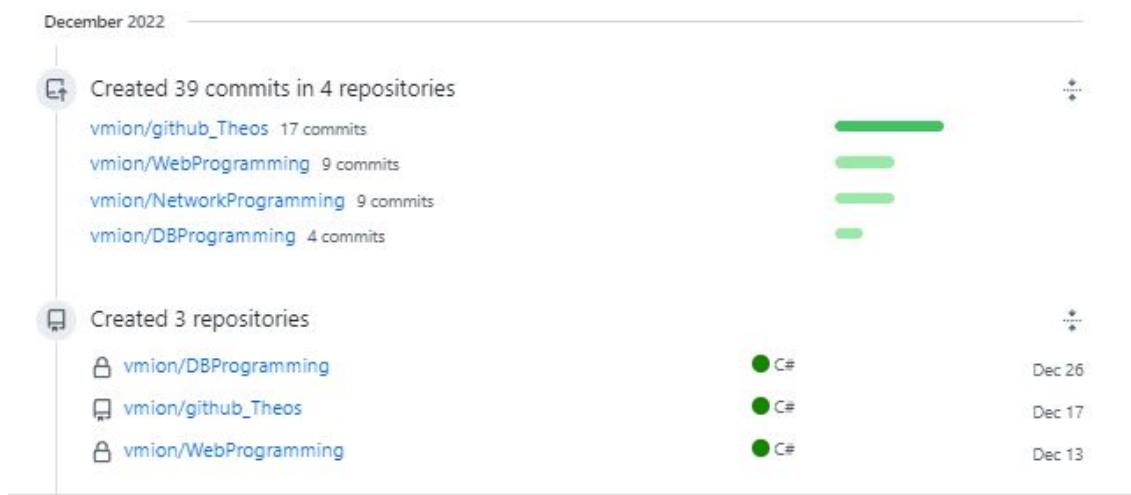 December 2022
Created 39 commits in 4 repositories
vmion/github_Theos 17 commits
vmion/WebProgramming 9 commits
vmion/NetworkProgramming 9 commits
vmion/DBProgramming 4 commits
Created 3 repositories
vmion/DBProgramming C# Dec 26
vmion/github_Theos C# Dec 17
vmion/WebProgramming C# Dec 13